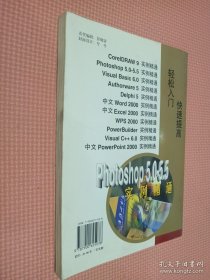 CorelDRAW 9 实例精通
Photoshop 5.0-5.5 实例精通
Visual Basic 6.0 实例精通
Authorware 5 实例精通
Delphi 5 实例精通
中文 Word 2000 实例精通
中文 Excel 2000 实例精通
WPS 2000 实例精通
PowerBuilder 实例精通
Visual C++ 6.0 实例精通
中文 PowerPoint 2000 实例精通
轻松入门 快速提高
Photoshop 5.0-5.5
实例精通